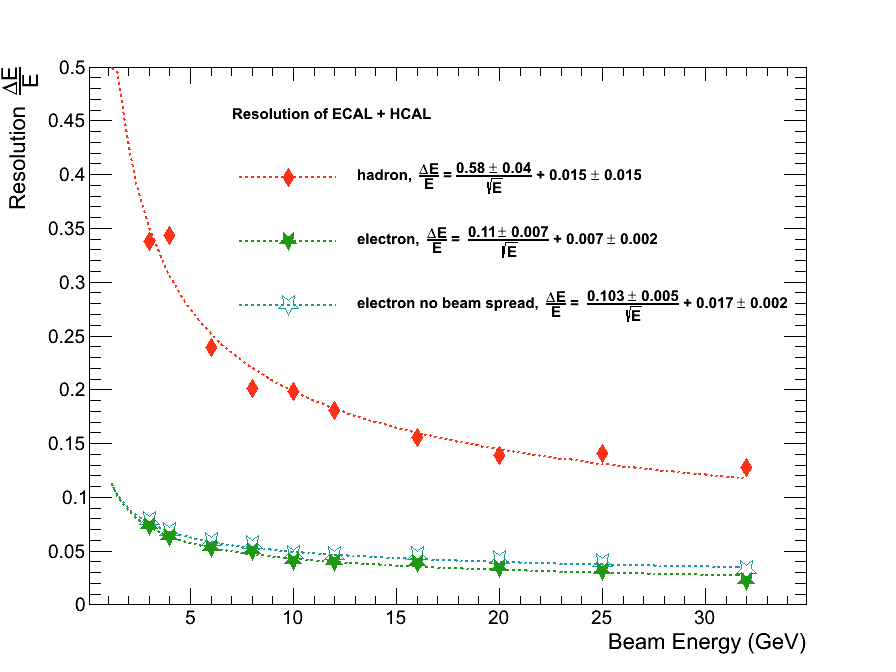 Resolution ΔE/E
0.5
0.45
0.4
0.35
0.3
0.25
0.2
0.15
0.1
0.05
0
Resolution of ECAL + HCAL
hadron, ΔE/E = 0.58 ± 0.04/√E + 0.015 ± 0.015
electron, ΔE/E = 0.11± 0.007/√E + 0.007 ± 0.002
electron no beam spread, ΔE/E = 0.103 ± 0.005/√E + 0.017 ± 0.002
5 10 15 20 25 30
Beam Energy (GeV)